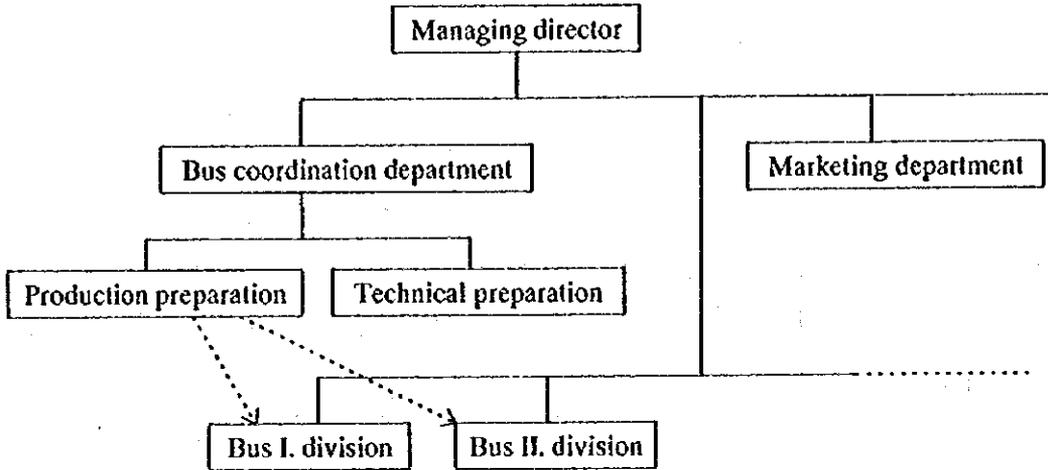 Managing director
Bus coordination department
Marketing department
Production preparation
Technical preparation
Bus I. division
Bus II. division